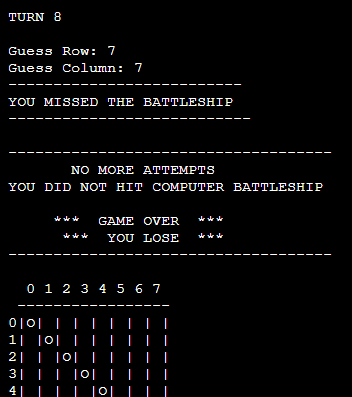 TURN 8
Guess Row: 7
Guess Column: 7
--------------------------
YOU MISSED THE BATTLESHIP
---------------------------
------------------------------------
NO MORE ATTEMPTS
YOU DID NOT HIT COMPUTER BATTLESHIP
*** GAME OVER ***
*** YOU LOSE ***
------------------------------------
0 1 2 3 4 5 6 7
-----------------
0|O| | | | | | | |
1| |O| | | | | | |
2| | |O| | | | | |
3| | | |O| | | | |
4| | | | |O| | | |